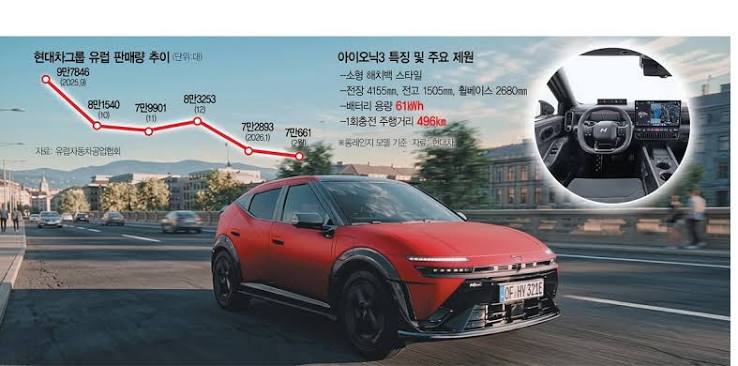 현대차그룹 유럽 판매량 추이 (단위:대)
9만7846
(2025.9)
8만1540
(10)
7만9901
(11)
8만3253
(12)
7만2893
(2026.1)
7만661
(2월)
자료: 유럽자동차공업협회
아이오닉3 특징 및 주요 제원
–소형 해치백 스타일
–전장 4155㎜, 전고 1505㎜, 휠베이스 2680㎜
–배터리 용량 61㎾h
–1회충전 주행거리 496㎞
※롱레인지 모델 기준 자료: 현대차
OF HY 321E